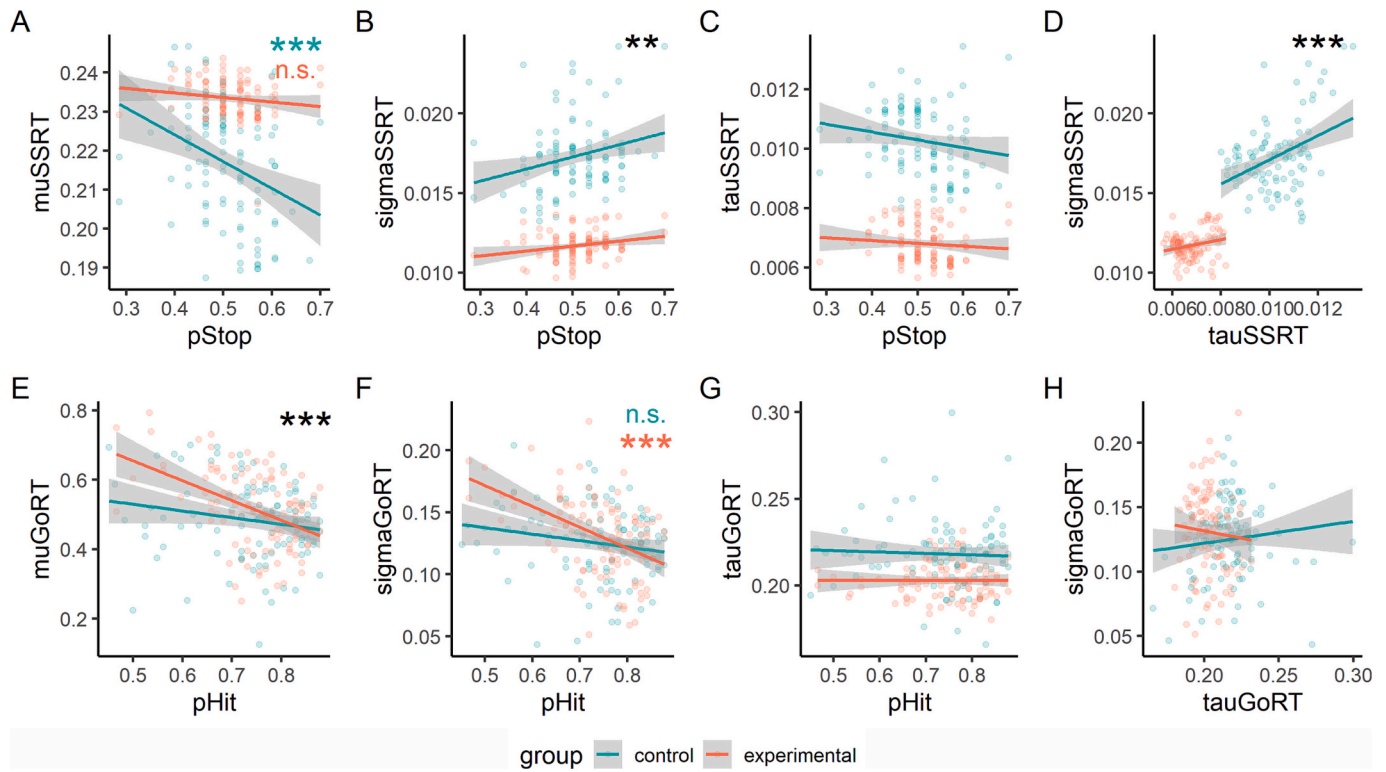 A
muSSRT
0.24
0.23
0.22
0.21
0.20
0.19
***
n.s.
0.3 0.4 0.5 0.6 0.7
pStop
B
sigmaSSRT
0.020
0.015
0.010
**
0.3 0.4 0.5 0.6 0.7
pStop
C
tauSSRT
0.012
0.010
0.008
0.006
0.3 0.4 0.5 0.6 0.7
pStop
D
sigmaSSRT
0.020
0.015
0.010
***
0.006 0.008 0.010 0.012
tauSSRT
E
muGoRT
0.8
0.6
0.4
0.2
***
0.5 0.6 0.7 0.8
pHit
F
sigmaGoRT
0.20
0.15
0.10
0.05
n.s.
***
0.5 0.6 0.7 0.8
pHit
G
tauGoRT
0.30
0.25
0.20
0.5 0.6 0.7 0.8
pHit
H
sigmaGoRT
0.20
0.15
0.10
0.05
0.20 0.25 0.30
tauGoRT
group control experimental